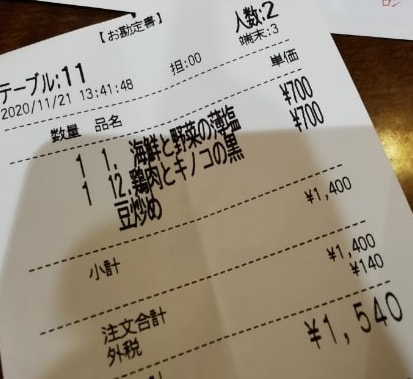 【お勘定書】
人数:2
テーブル:11
端末:3
2020/11/21 13:41:48 担:00
数量 品名 単価
1 1. 海鮮と野菜の薄塩 ¥700
1 12.鶏肉とキノコの黒 ¥700
豆炒め
小計 ¥1,400
注文合計 ¥1,400
外税 ¥140
¥1,540